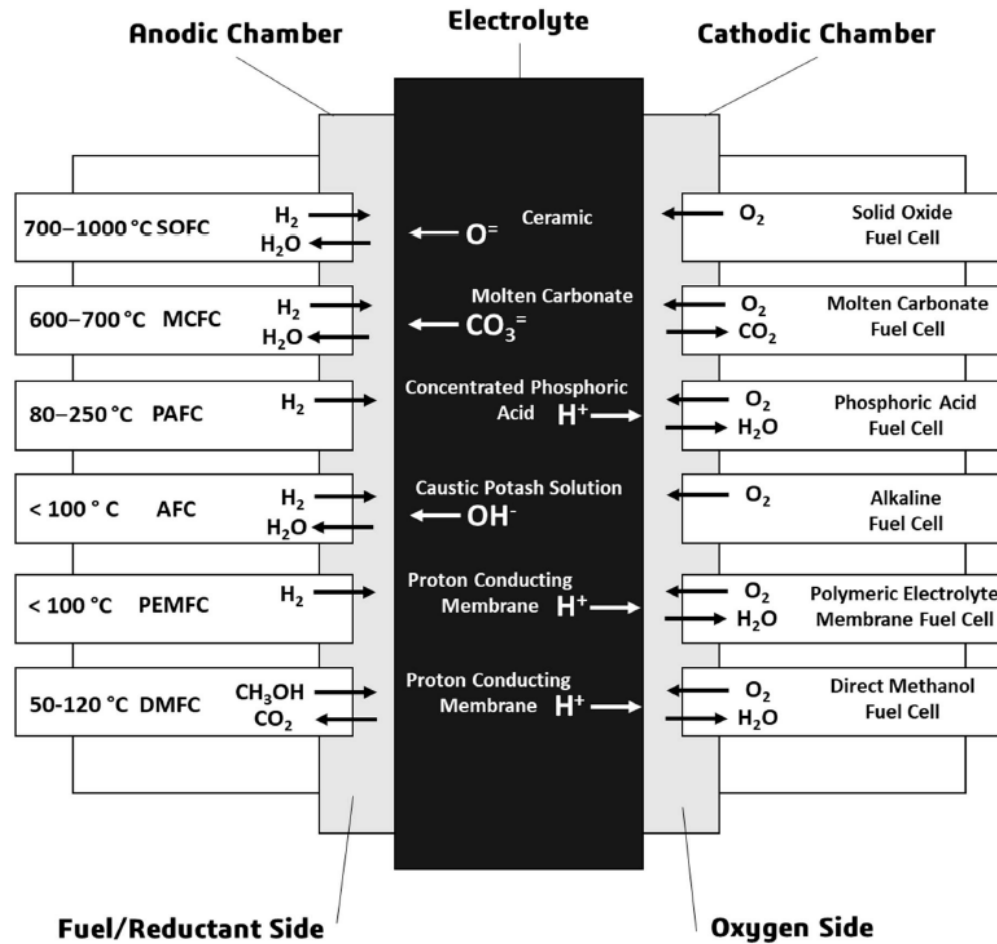 Anodic Chamber
Electrolyte
Cathodic Chamber
700–1000 °C SOFC
H₂
H₂O
O⁼
Ceramic
O₂
Solid Oxide
Fuel Cell
600–700 °C MCFC
H₂
H₂O
Molten Carbonate
CO₃⁼
O₂
CO₂
Molten Carbonate
Fuel Cell
80–250 °C PAFC
H₂
Concentrated Phosphoric
Acid H⁺
O₂
H₂O
Phosphoric Acid
Fuel Cell
< 100 ° C AFC
H₂
H₂O
Caustic Potash Solution
OH⁻
O₂
Alkaline
Fuel Cell
< 100 °C PEMFC
H₂
Proton Conducting
Membrane H⁺
O₂
H₂O
Polymeric Electrolyte
Membrane Fuel Cell
50-120 °C DMFC
CH₃OH
CO₂
Proton Conducting
Membrane H⁺
O₂
H₂O
Direct Methanol
Fuel Cell
Fuel/Reductant Side
Oxygen Side